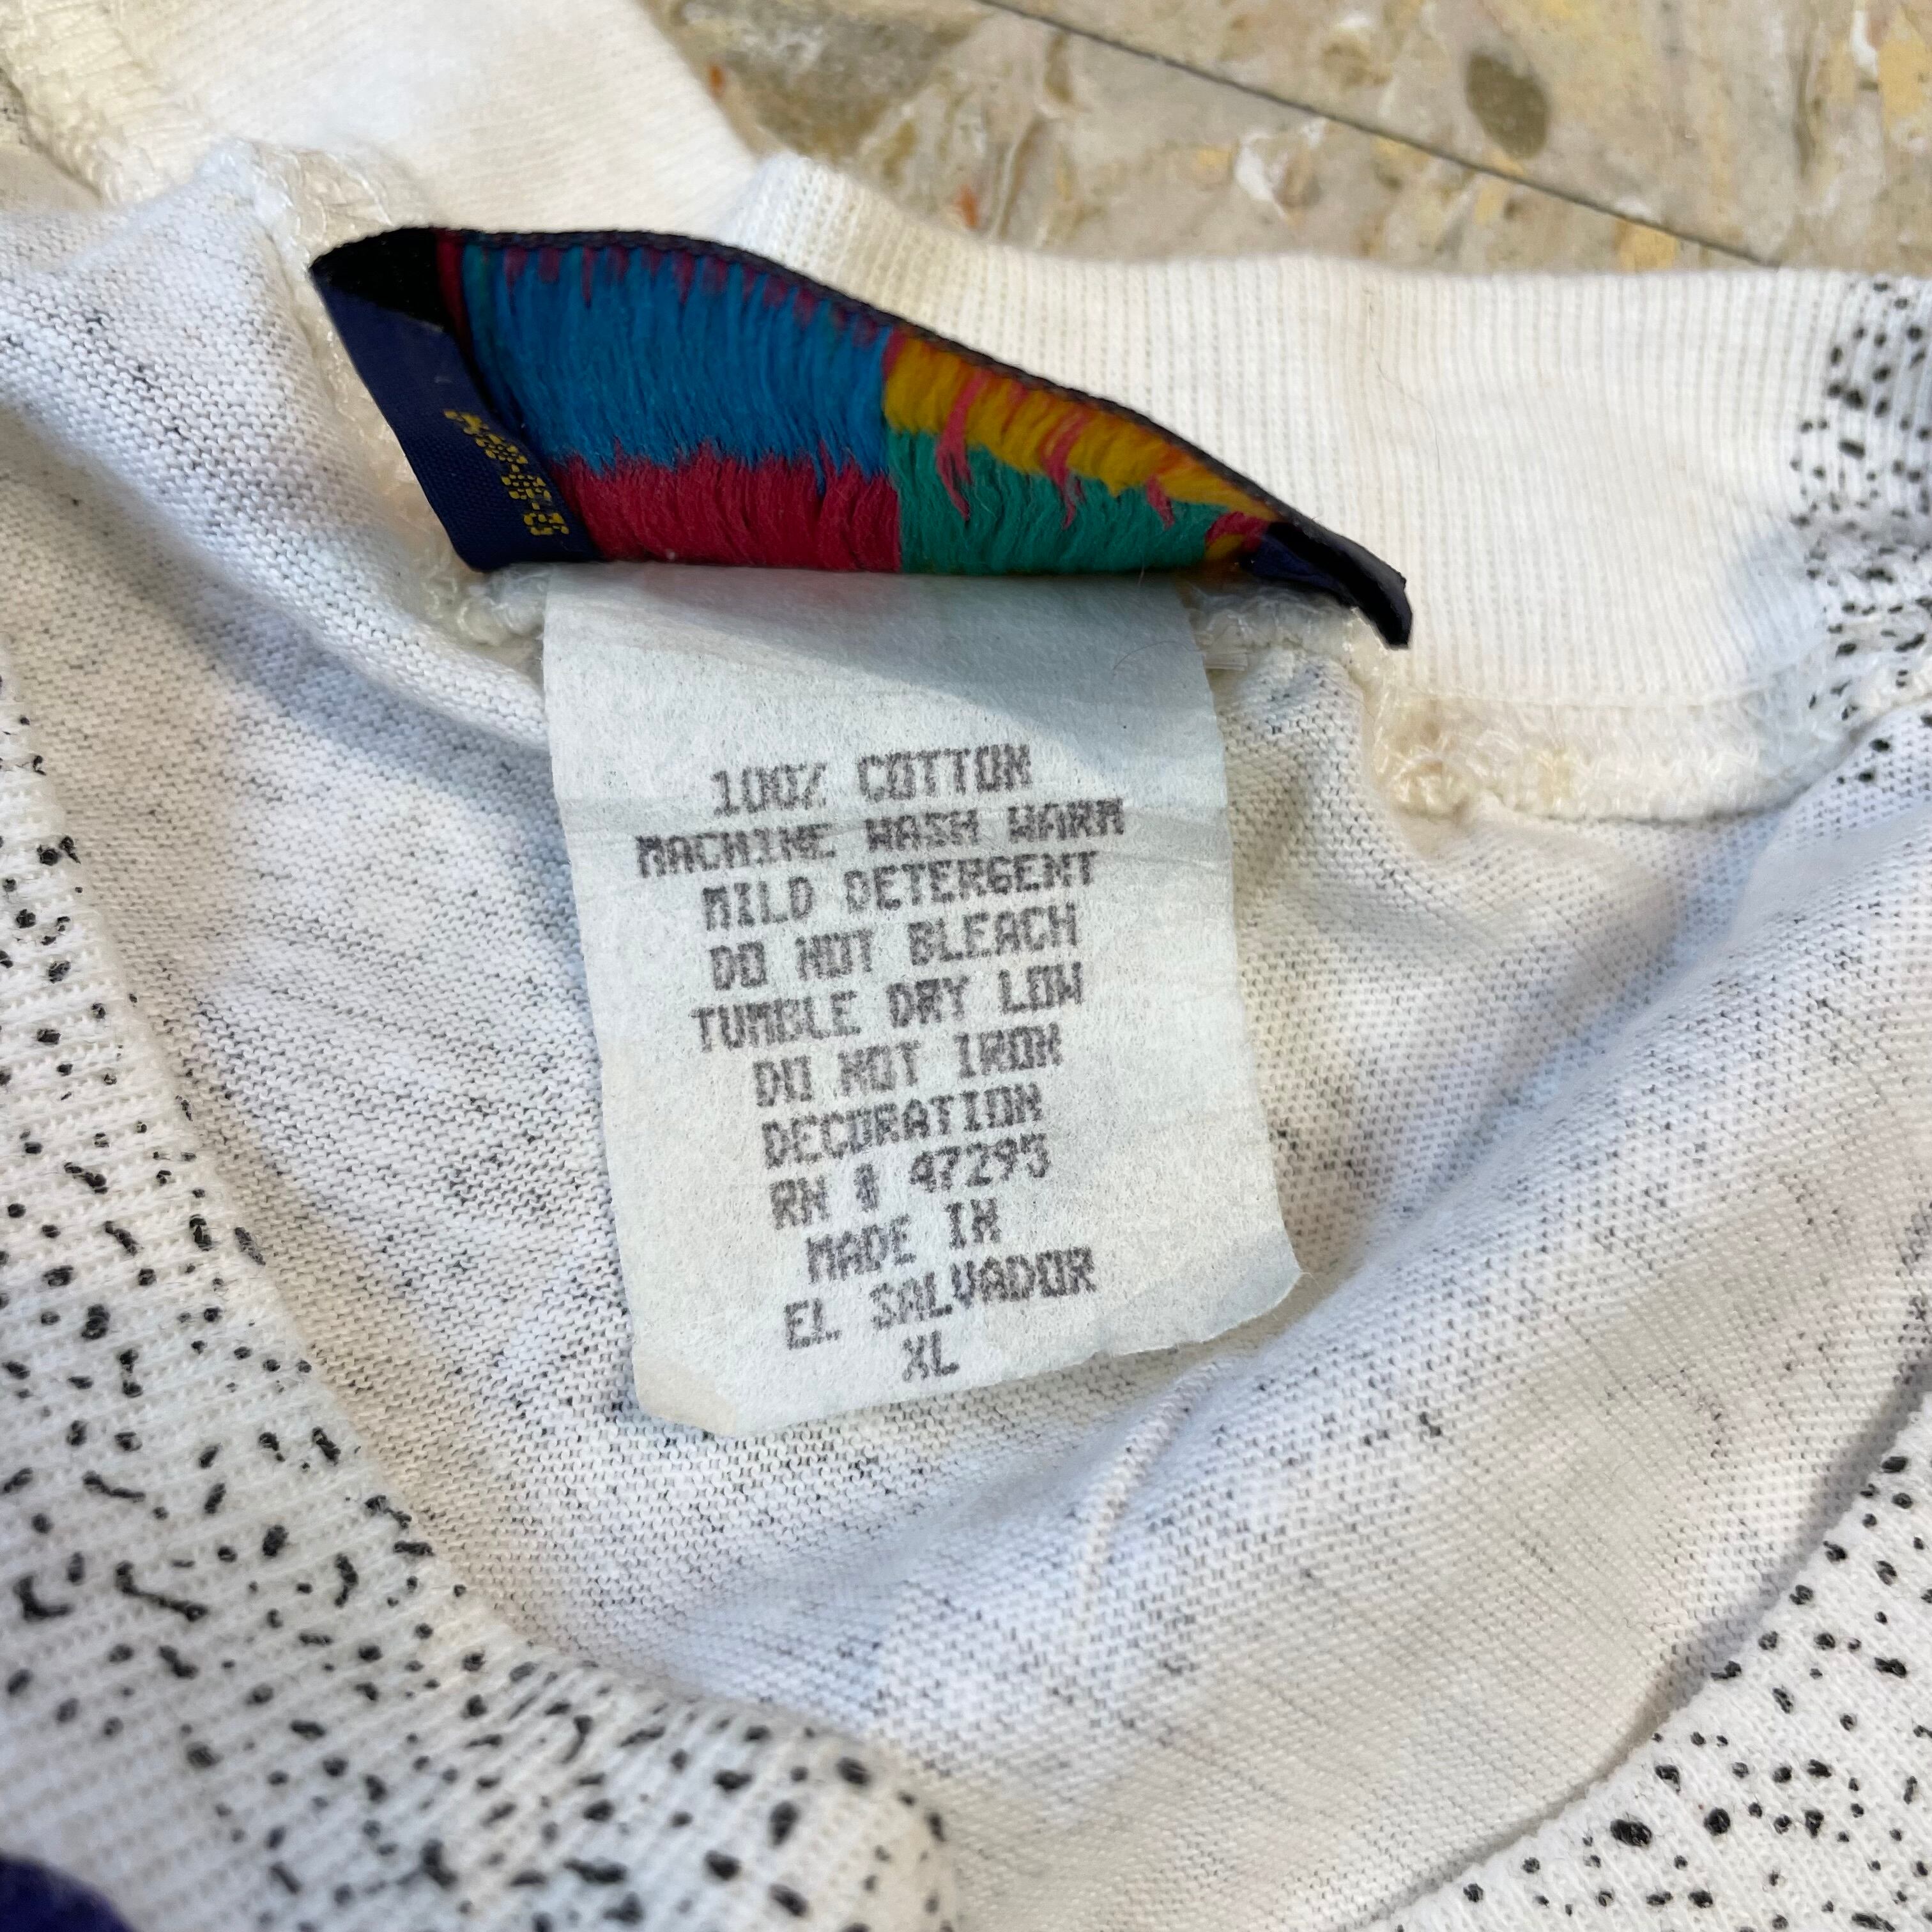 100% COTTON
MACHINE WASH WARM
MILD DETERGENT
DO NOT BLEACH
TUMBLE DRY LOW
DO NOT IRON
DECORATION
RN # 47295
MADE IN
EL SALVADOR
XL